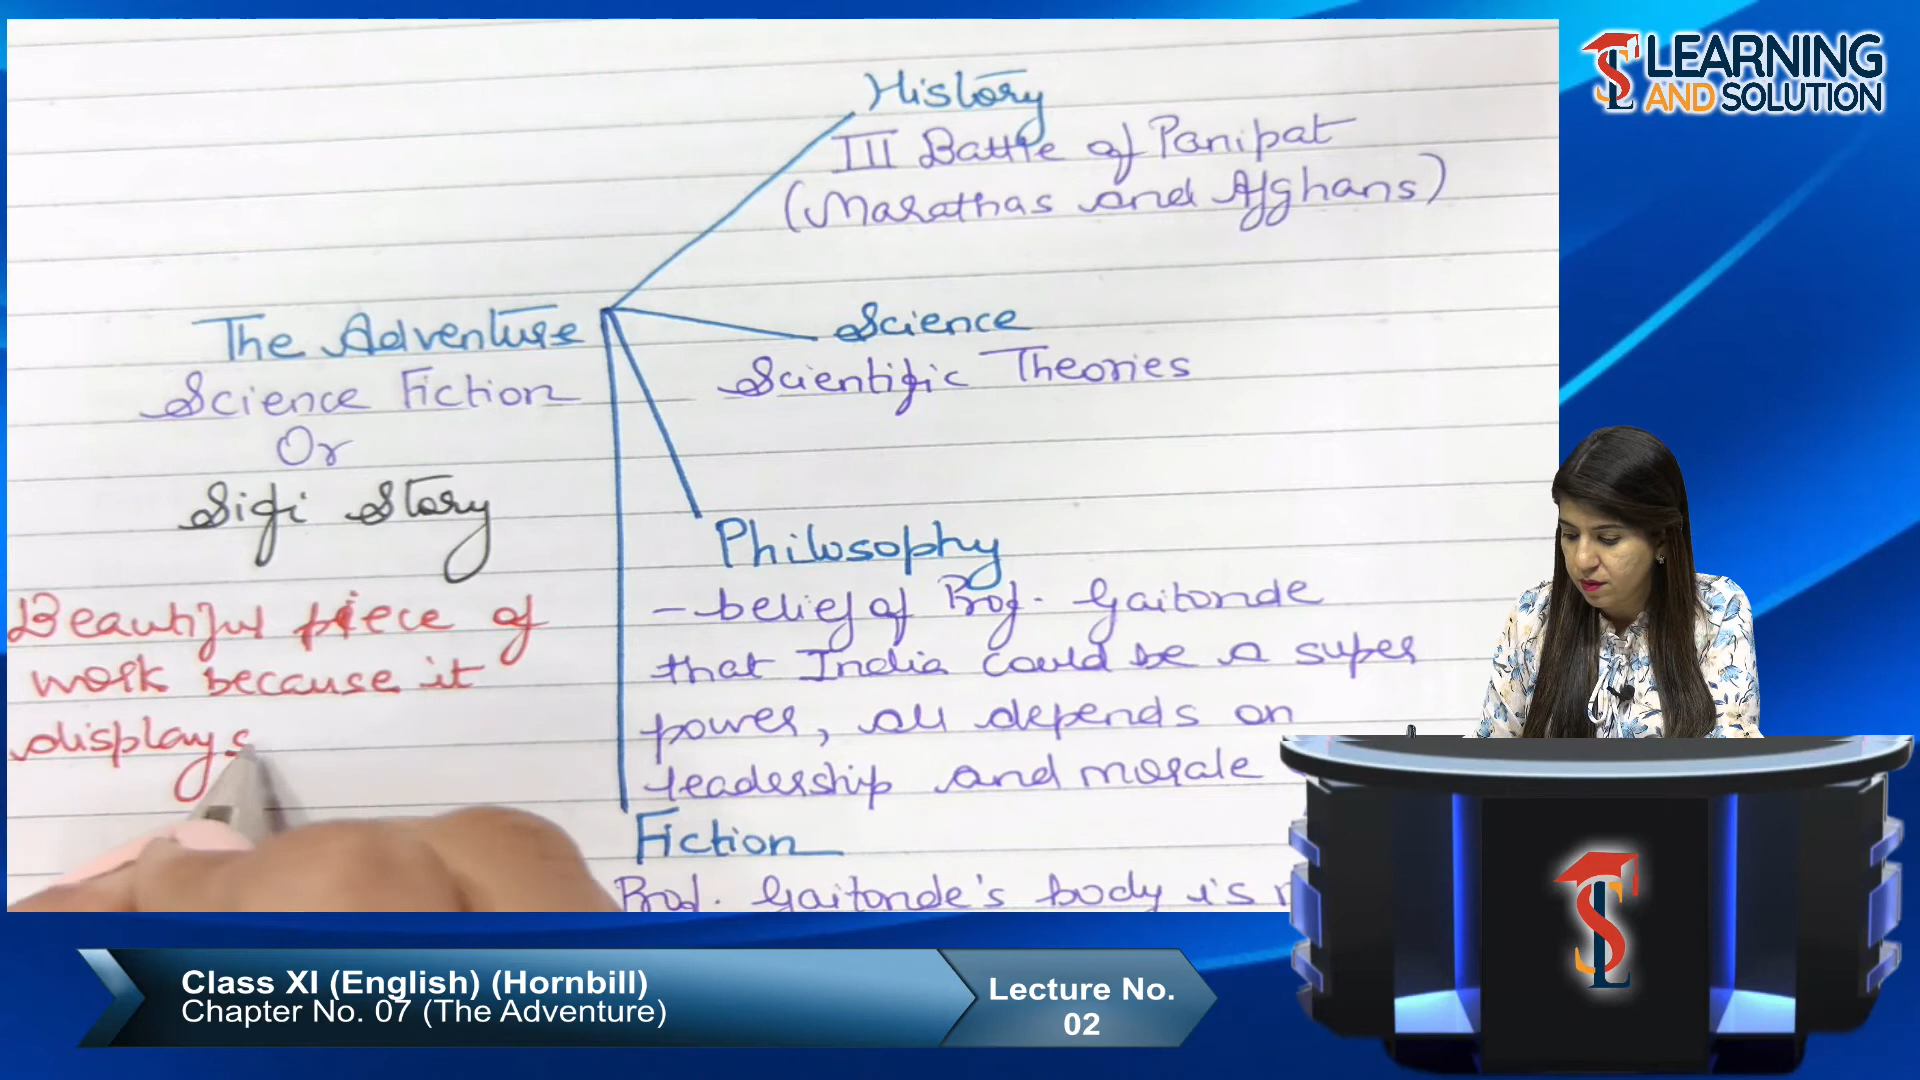 History
III Battle of Panipat
(Marathas and Afghans)
The Adventure
Science Fiction
Or
Sifi Story
Science
Scientific Theories
Philosophy
- belief of Prof. Gaitonde
that India could be a super
power, all depends on
leadership and morale
Fiction
Prof. Gaitonde's body is
Beautiful piece of
work because it
displays
LEARNING
AND SOLUTION
Class XI (English) (Hornbill)
Chapter No. 07 (The Adventure)
Lecture No.
02